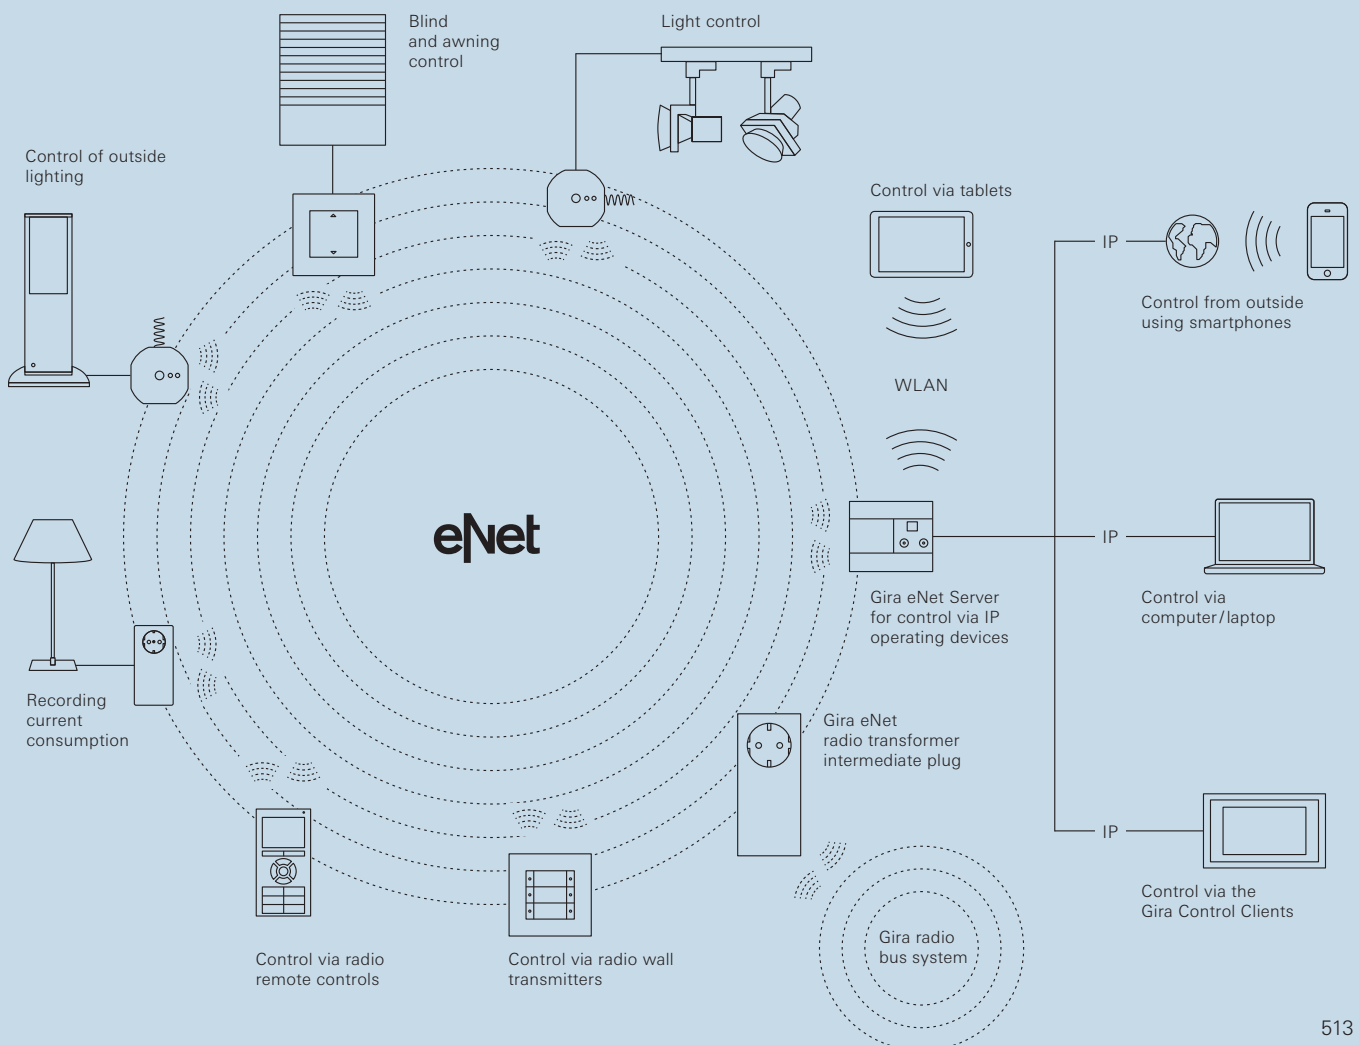 Blind
and awning
control
Light control
Control of outside
lighting
Control via tablets
IP
Control from outside
using smartphones
WLAN
eNet
IP
Gira eNet Server
for control via IP
operating devices
Control via
computer/laptop
Recording
current
consumption
Gira eNet
radio transformer
intermediate plug
IP
Control via the
Gira Control Clients
Gira radio
bus system
Control via radio
remote controls
Control via radio wall
transmitters
513